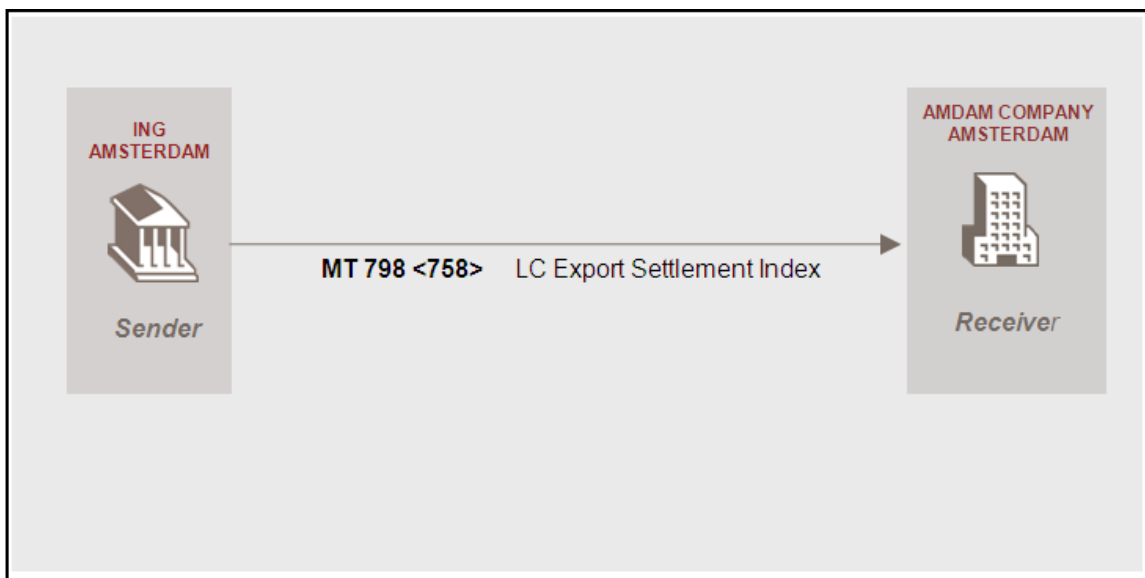 ING
AMSTERDAM
Sender
MT 798 <758> LC Export Settlement Index
AMDAM COMPANY
AMSTERDAM
Receiver